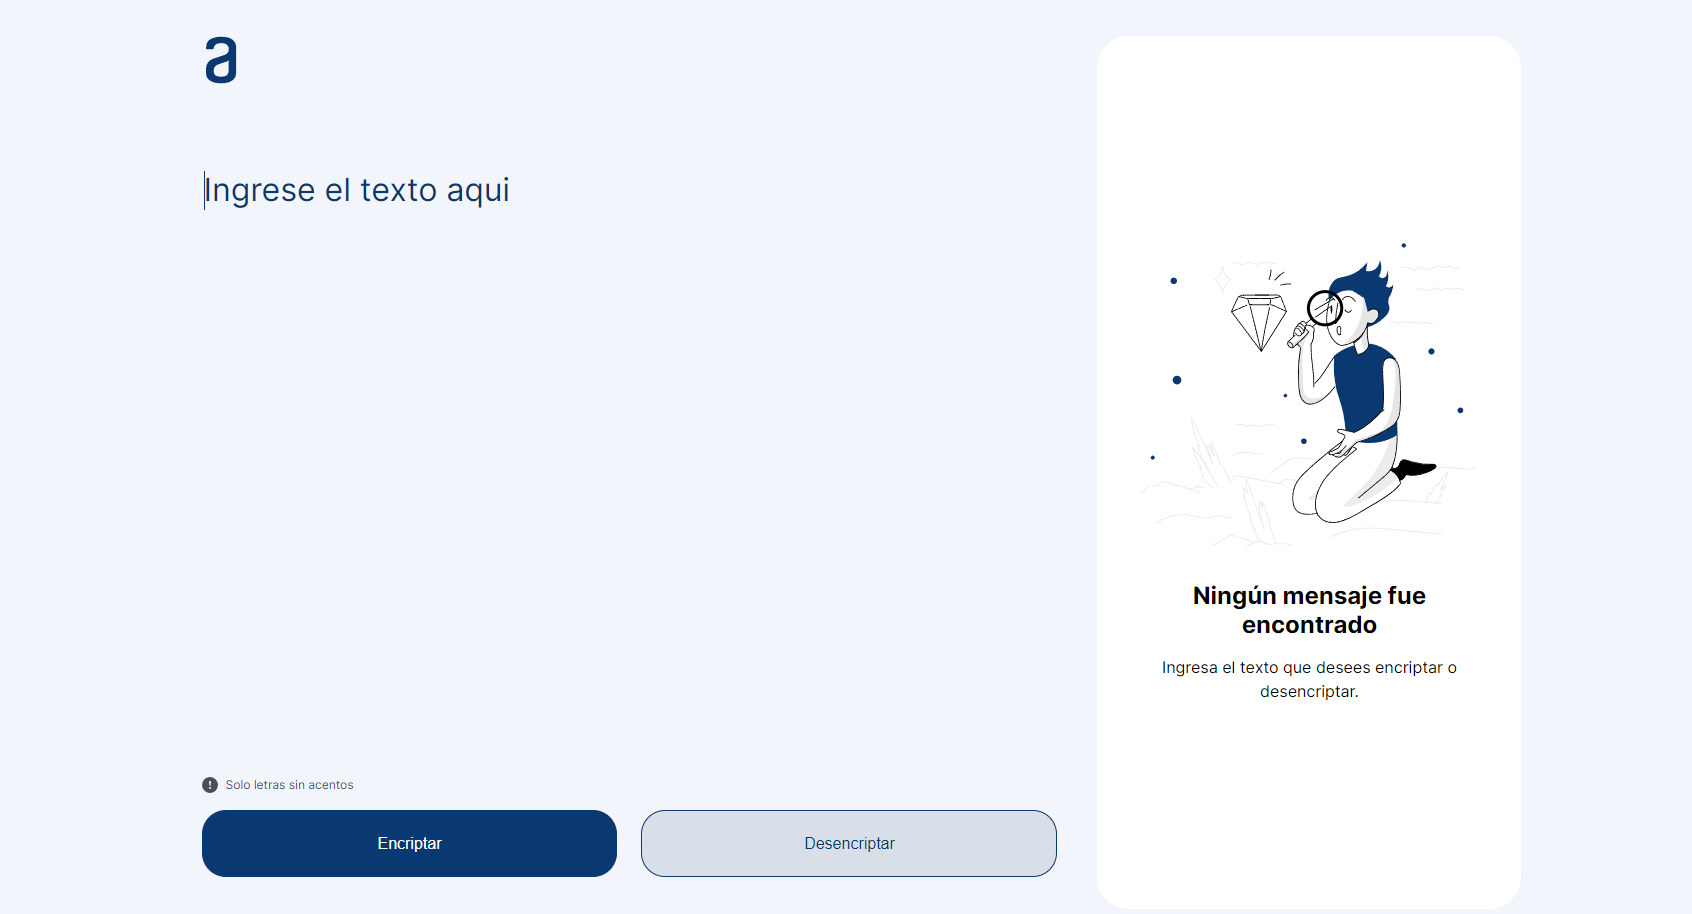 a
Ingrese el texto aqui
Solo letras sin acentos
Encriptar
Desencriptar
Ningún mensaje fue
encontrado
Ingresa el texto que desees encriptar o
desencriptar.